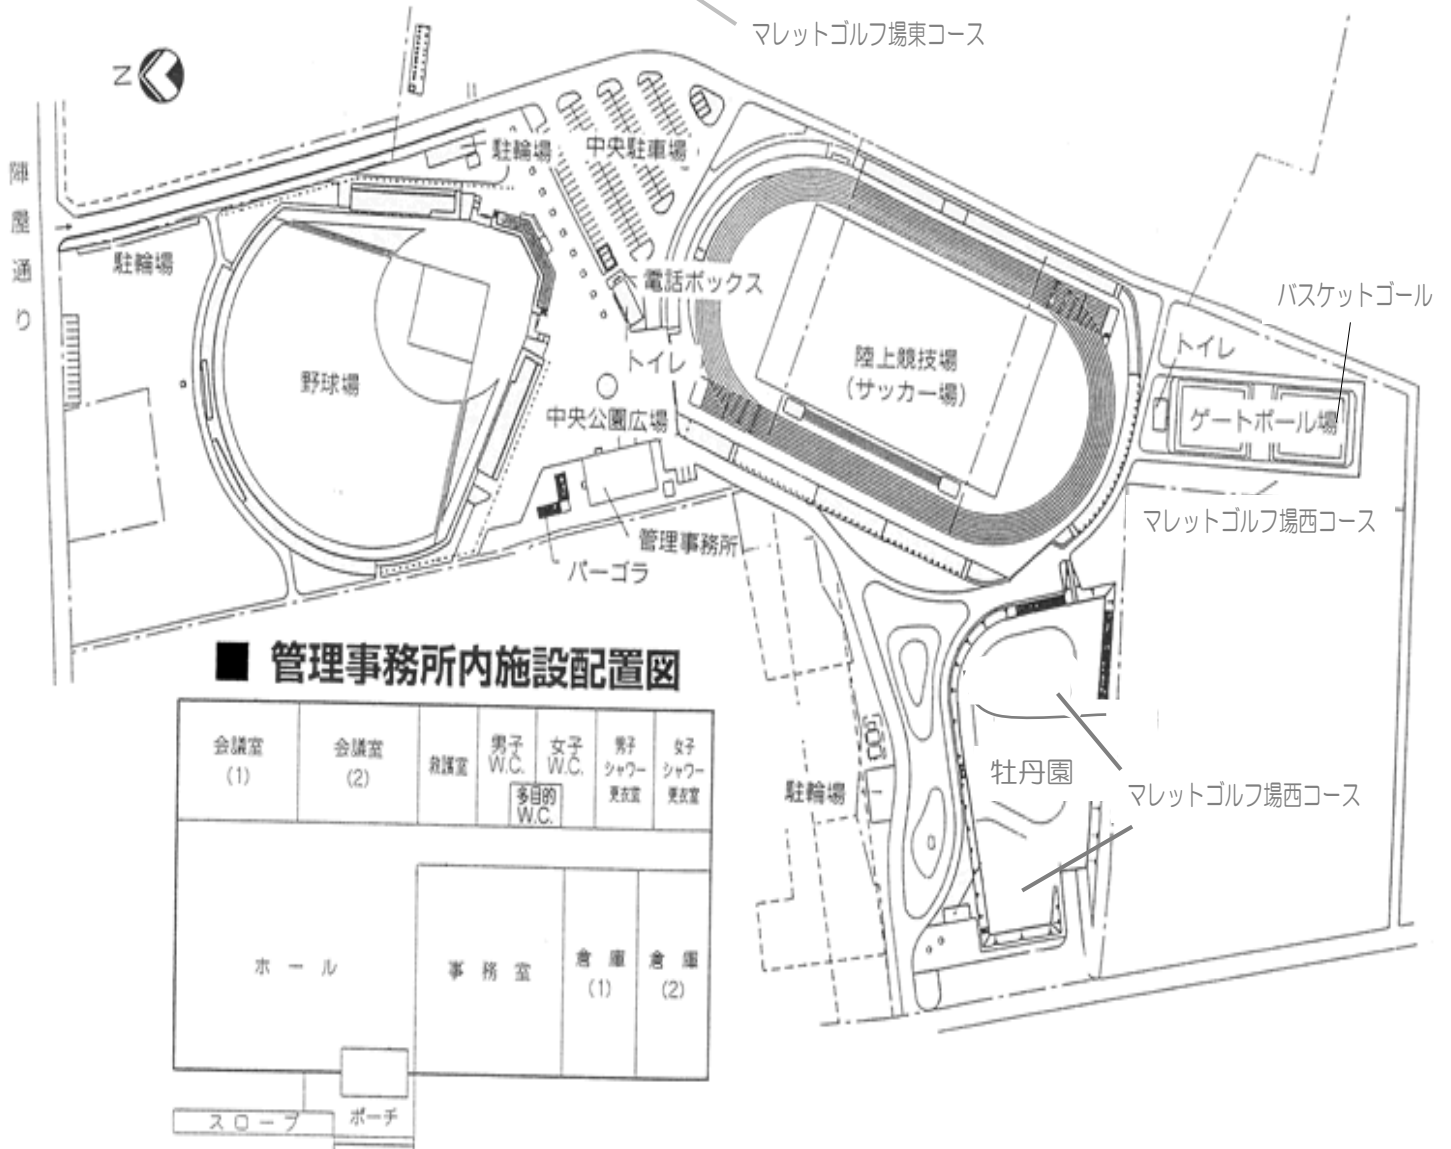 マレットゴルフ場東コース
N
陣屋通り
駐輪場
中央駐車場
駐輪場
電話ボックス
バスケットゴール
トイレ
トイレ
陸上競技場
(サッカー場)
野球場
中央公園広場
ゲートボール場
マレットゴルフ場西コース
管理事務所
パーゴラ
■ 管理事務所内施設配置図
会議室
(1)
会議室
(2)
救護室
男子
W.C.
女子
W.C.
多目的
W.C.
男子
シャワー
更衣室
女子
シャワー
更衣室
駐輪場
牡丹園
マレットゴルフ場西コース
ホール
事務室
倉庫
(1)
倉庫
(2)
スロープ
ポーチ